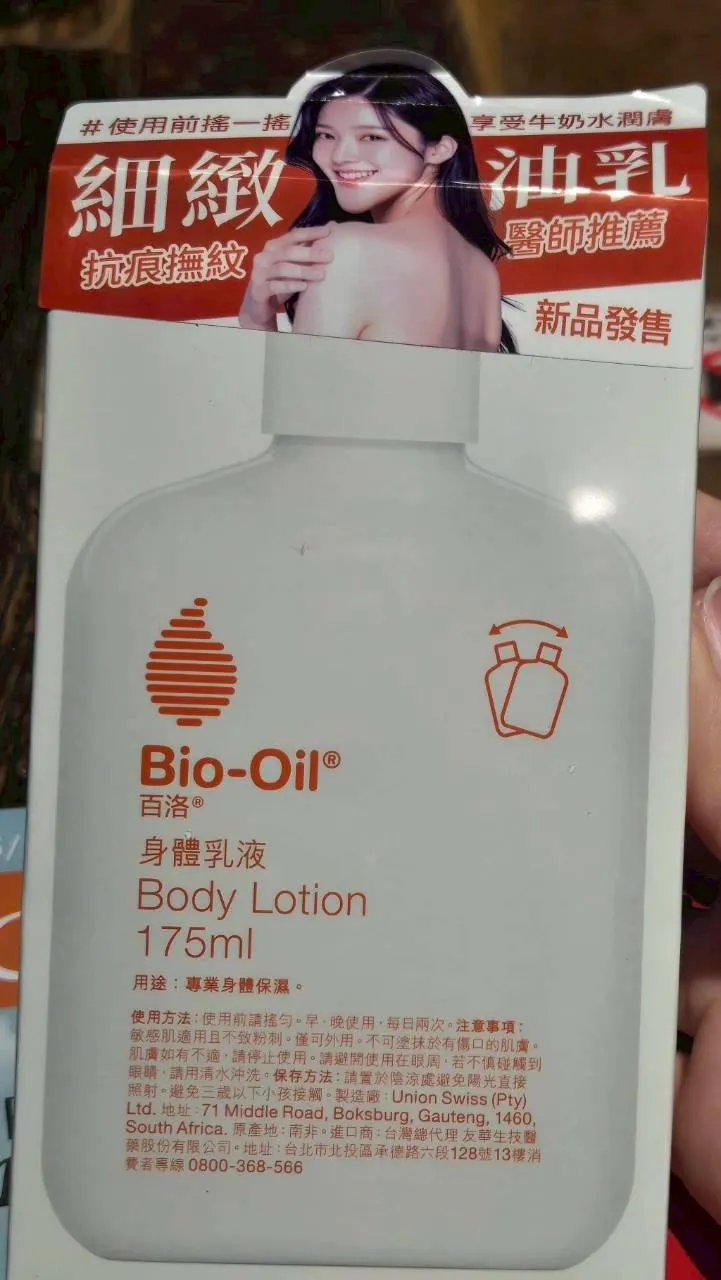 #使用前搖一搖
享受牛奶水潤膚
細緻
油乳
抗痕撫紋
醫師推薦
新品發售
Bio-Oil®
百洛®
身體乳液
Body Lotion
175ml
用途：專業身體保濕。
使用方法：使用前請搖勻。早，晚使用，每日兩次。注意事項：
敏感肌適用且不致粉刺。僅可外用。不可塗抹於有傷口的肌膚。
肌膚如有不適，請停止使用。請避開使用在眼周，若不慎碰觸到
眼睛，請用清水沖洗。保存方法：請置於陰涼處避免陽光直接
照射。避免三歲以下小孩接觸。製造廠：Union Swiss (Pty)
Ltd. 地址：71 Middle Road, Boksburg, Gauteng, 1460,
South Africa. 原產地：南非。進口商：台灣總代理 友華生技醫
藥股份有限公司。地址：台北市北投區承德路六段128號13樓消
費者專線 0800-368-566